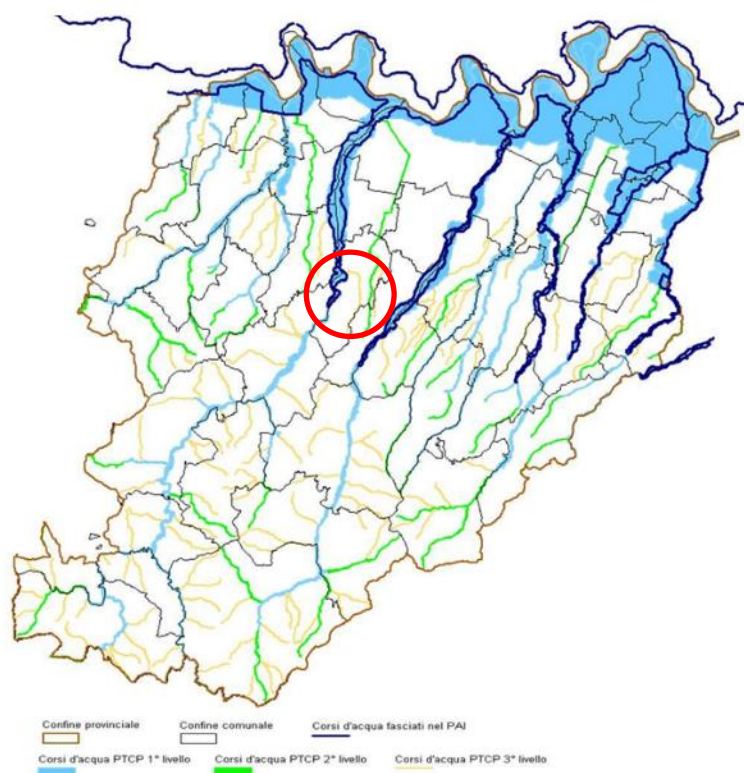 Confine provinciale Confine comunale Corsi d'acqua fasciati nel PAI
Corsi d'acqua PTCP 1° livello Corsi d'acqua PTCP 2° livello Corsi d'acqua PTCP 3° livello